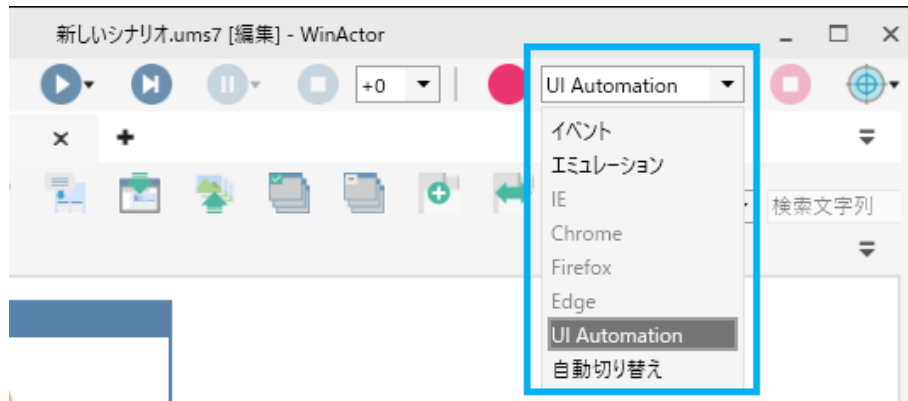 新しいシナリオ.ums7 [編集] - WinActor
+0
UI Automation
イベント
エミュレーション
IE
Chrome
Firefox
Edge
UI Automation
自動切り替え
検索文字列